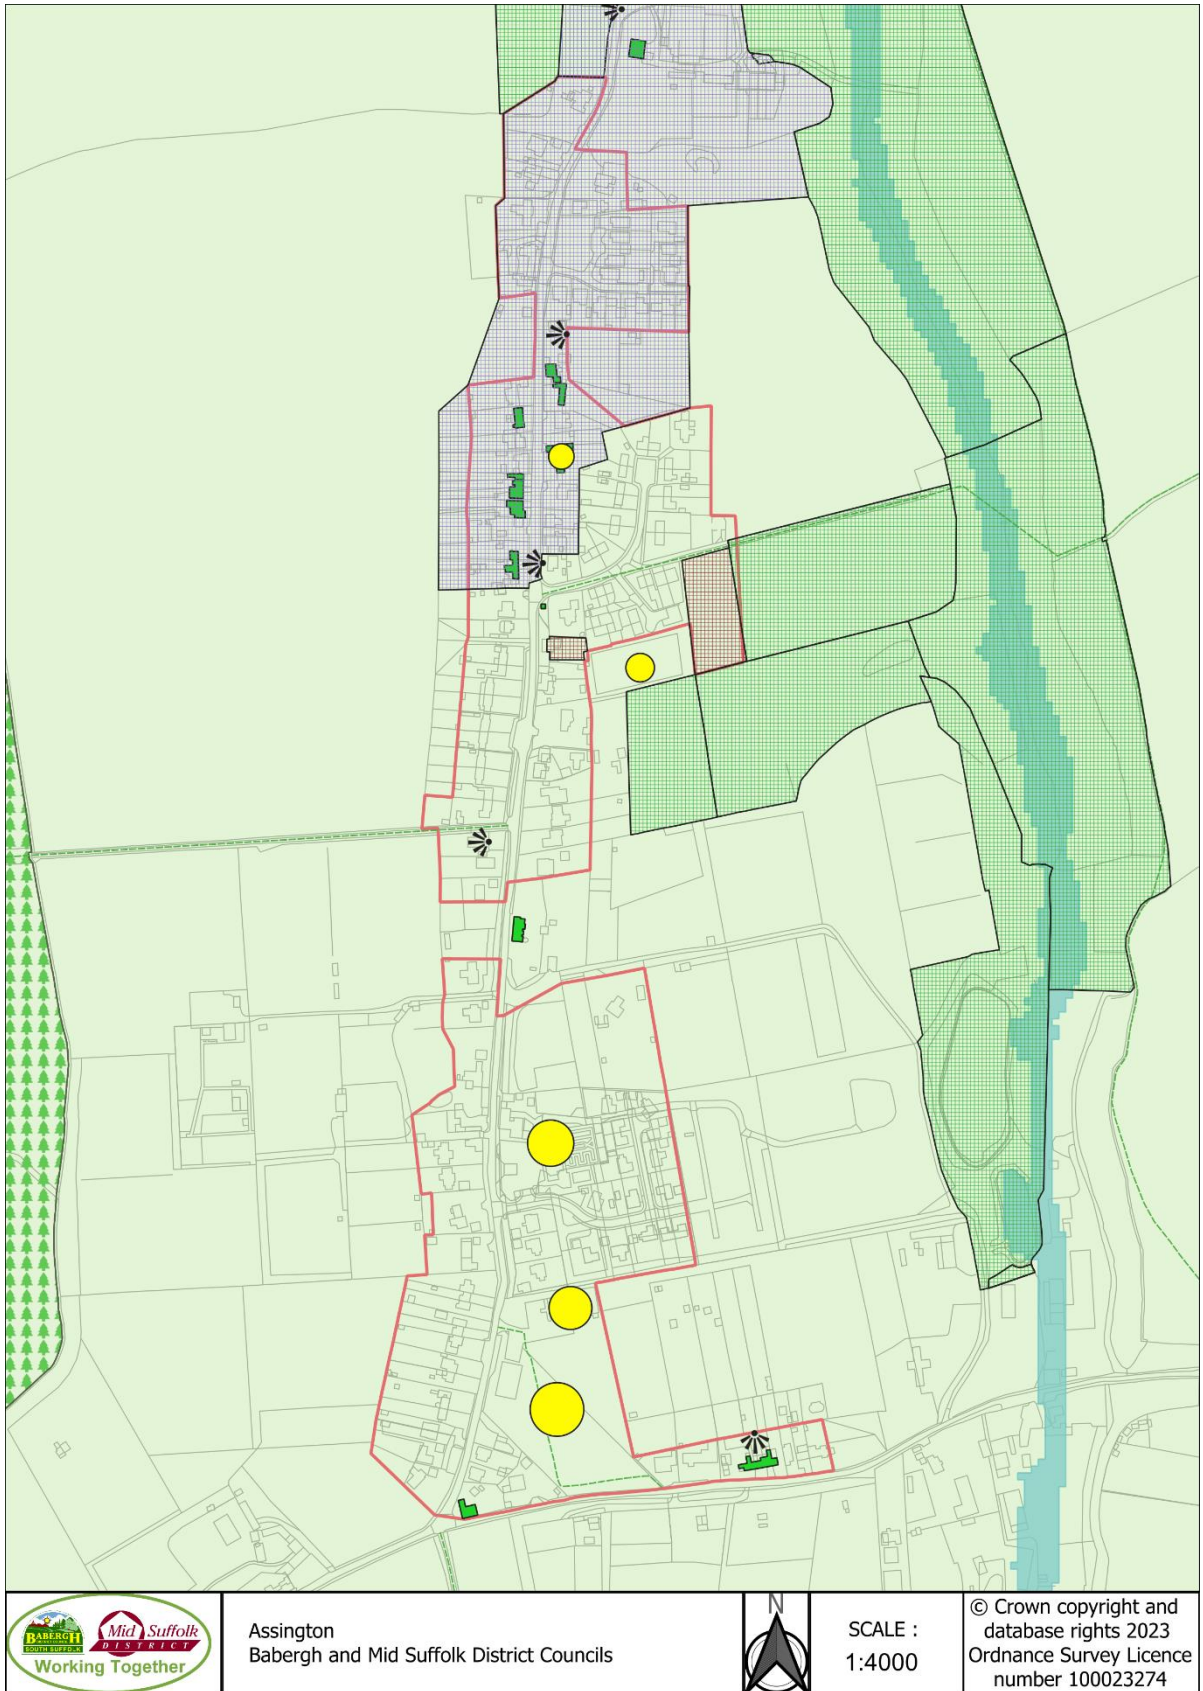 BABERGH
SOUTH SUFFOLK
Mid Suffolk
DISTRICT
Working Together
Assington
Babergh and Mid Suffolk District Councils
N
SCALE :
1:4000
© Crown copyright and
database rights 2023
Ordnance Survey Licence
number 100023274